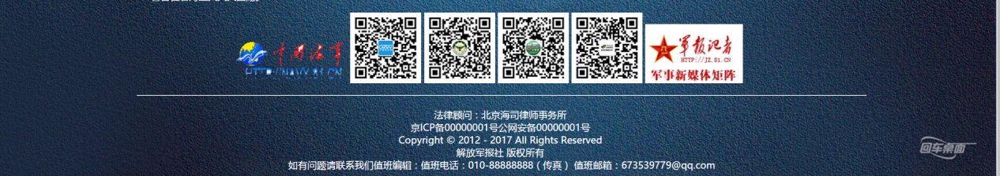 中国海军
HTTP://NAVY.81.CN
军报记者
HTTP://JZ.81.CN
军事新媒体矩阵
法律顾问：北京海司律师事务所
京ICP备00000001号公网安备00000001号
Copyright © 2012 - 2017 All Rights Reserved
解放军报社 版权所有
如有问题请联系我们值班编辑：值班电话：010-88888888 ( 传真 ) 值班邮箱：673539779@qq.com
回车桌面